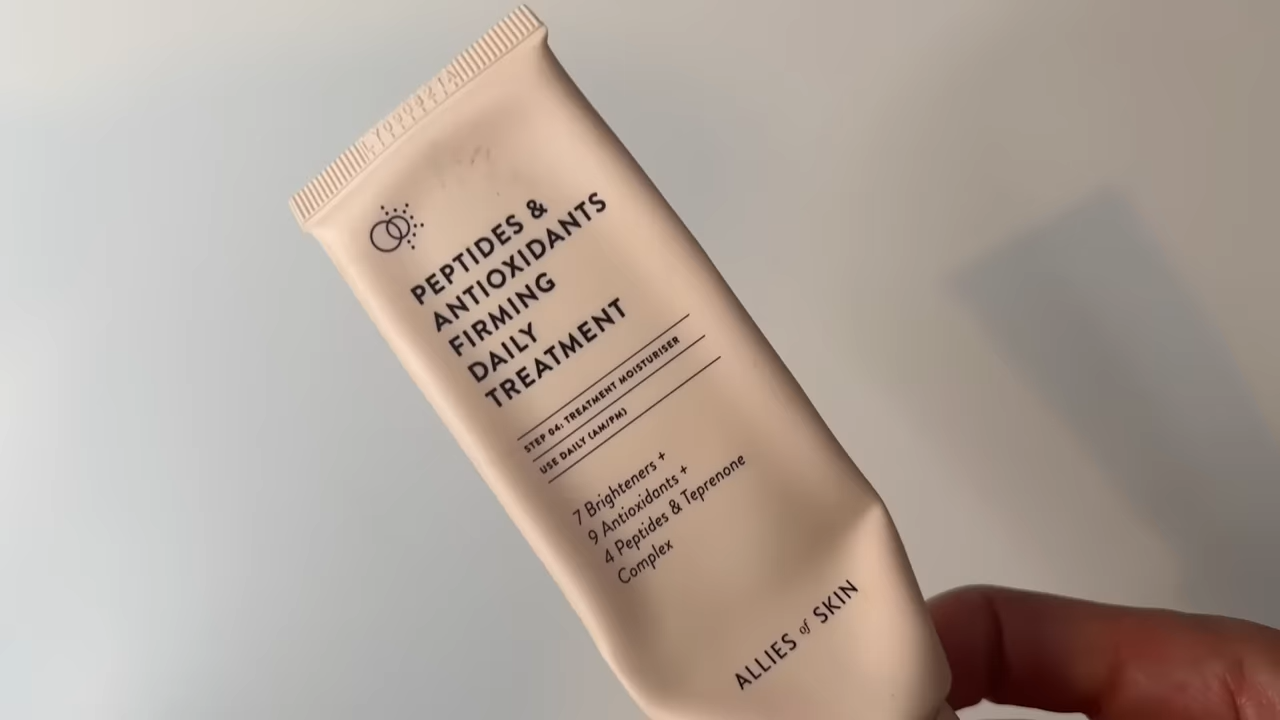 PEPTIDES &
ANTIOXIDANTS
FIRMING
DAILY
TREATMENT
STEP 04: TREATMENT MOISTURISER
USE DAILY (AM/PM)
7 Brighteners +
9 Antioxidants +
4 Peptides & Teprenone
Complex
ALLIES of SKIN